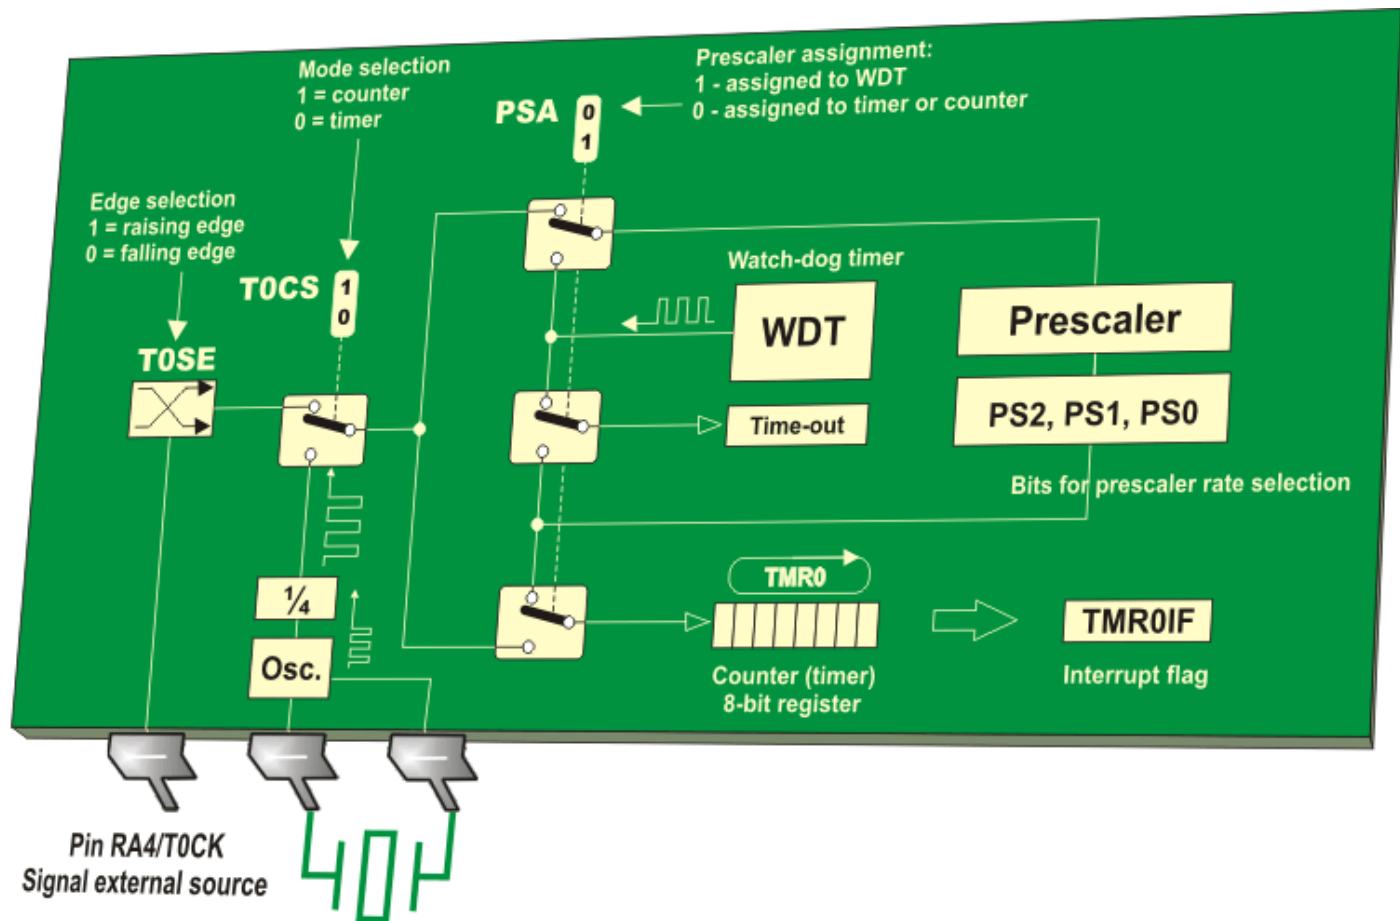 Mode selection
1 = counter
0 = timer
Prescaler assignment:
1 - assigned to WDT
0 - assigned to timer or counter
PSA
0
1
Edge selection
1 = raising edge
0 = falling edge
T0CS
1
0
Watch-dog timer
WDT
Prescaler
T0SE
PS2, PS1, PS0
Time-out
Bits for prescaler rate selection
¼
Osc.
TMR0
TMR0IF
Counter (timer)
8-bit register
Interrupt flag
Pin RA4/T0CK
Signal external source